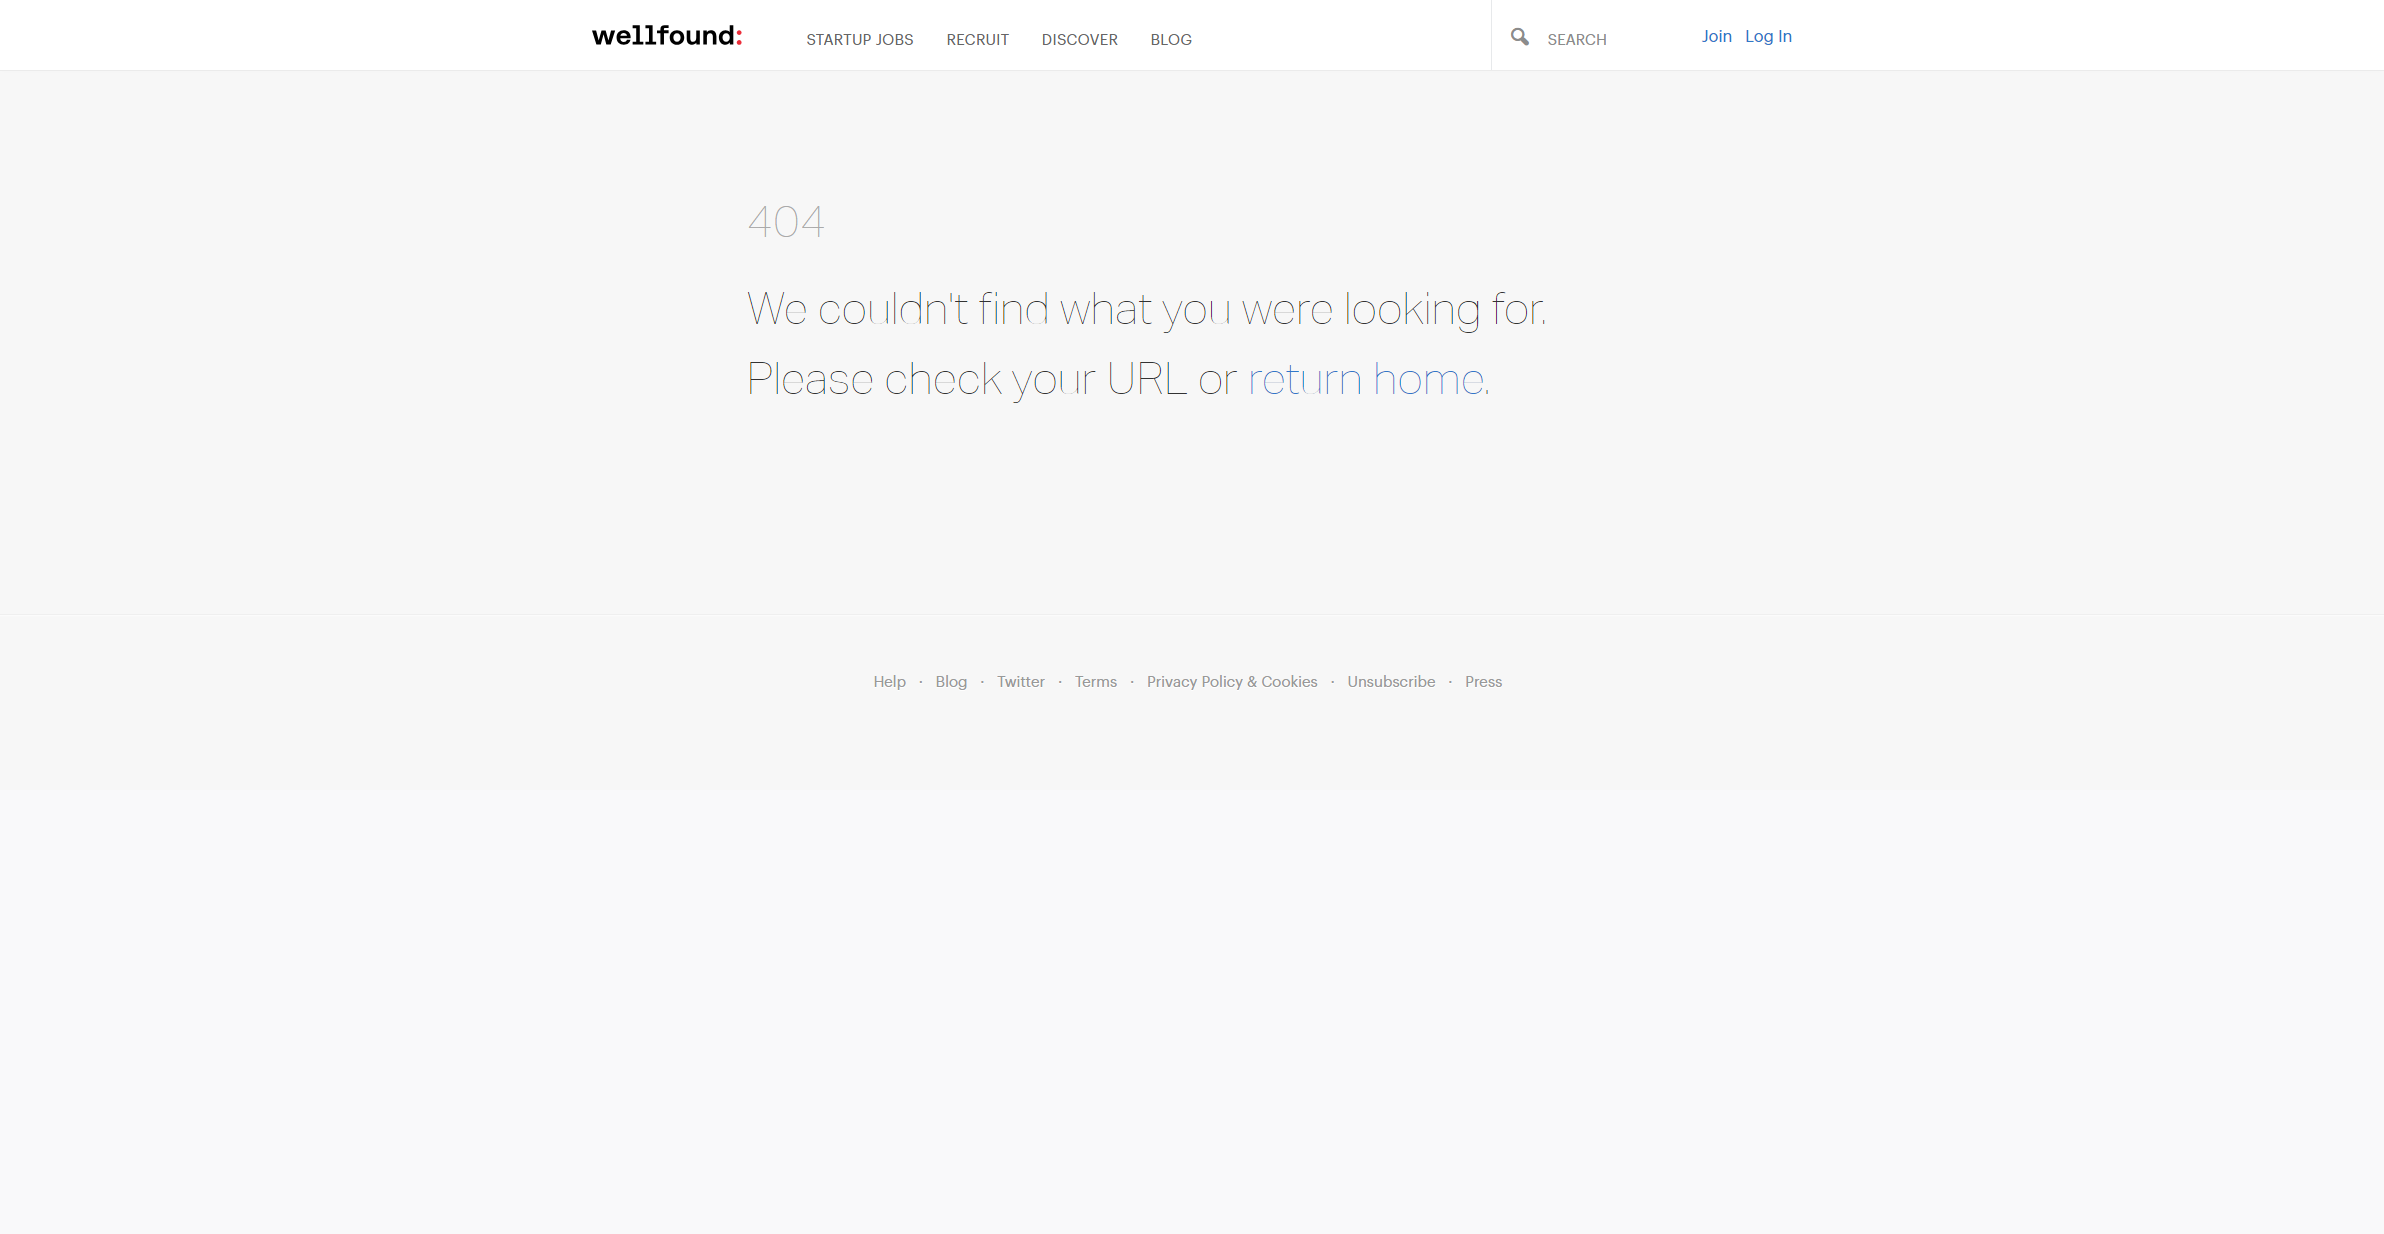 wellfound:
STARTUP JOBS RECRUIT DISCOVER BLOG SEARCH Join Log In
404
We couldn't find what you were looking for.
Please check your URL or return home.
Help · Blog · Twitter · Terms · Privacy Policy & Cookies · Unsubscribe · Press